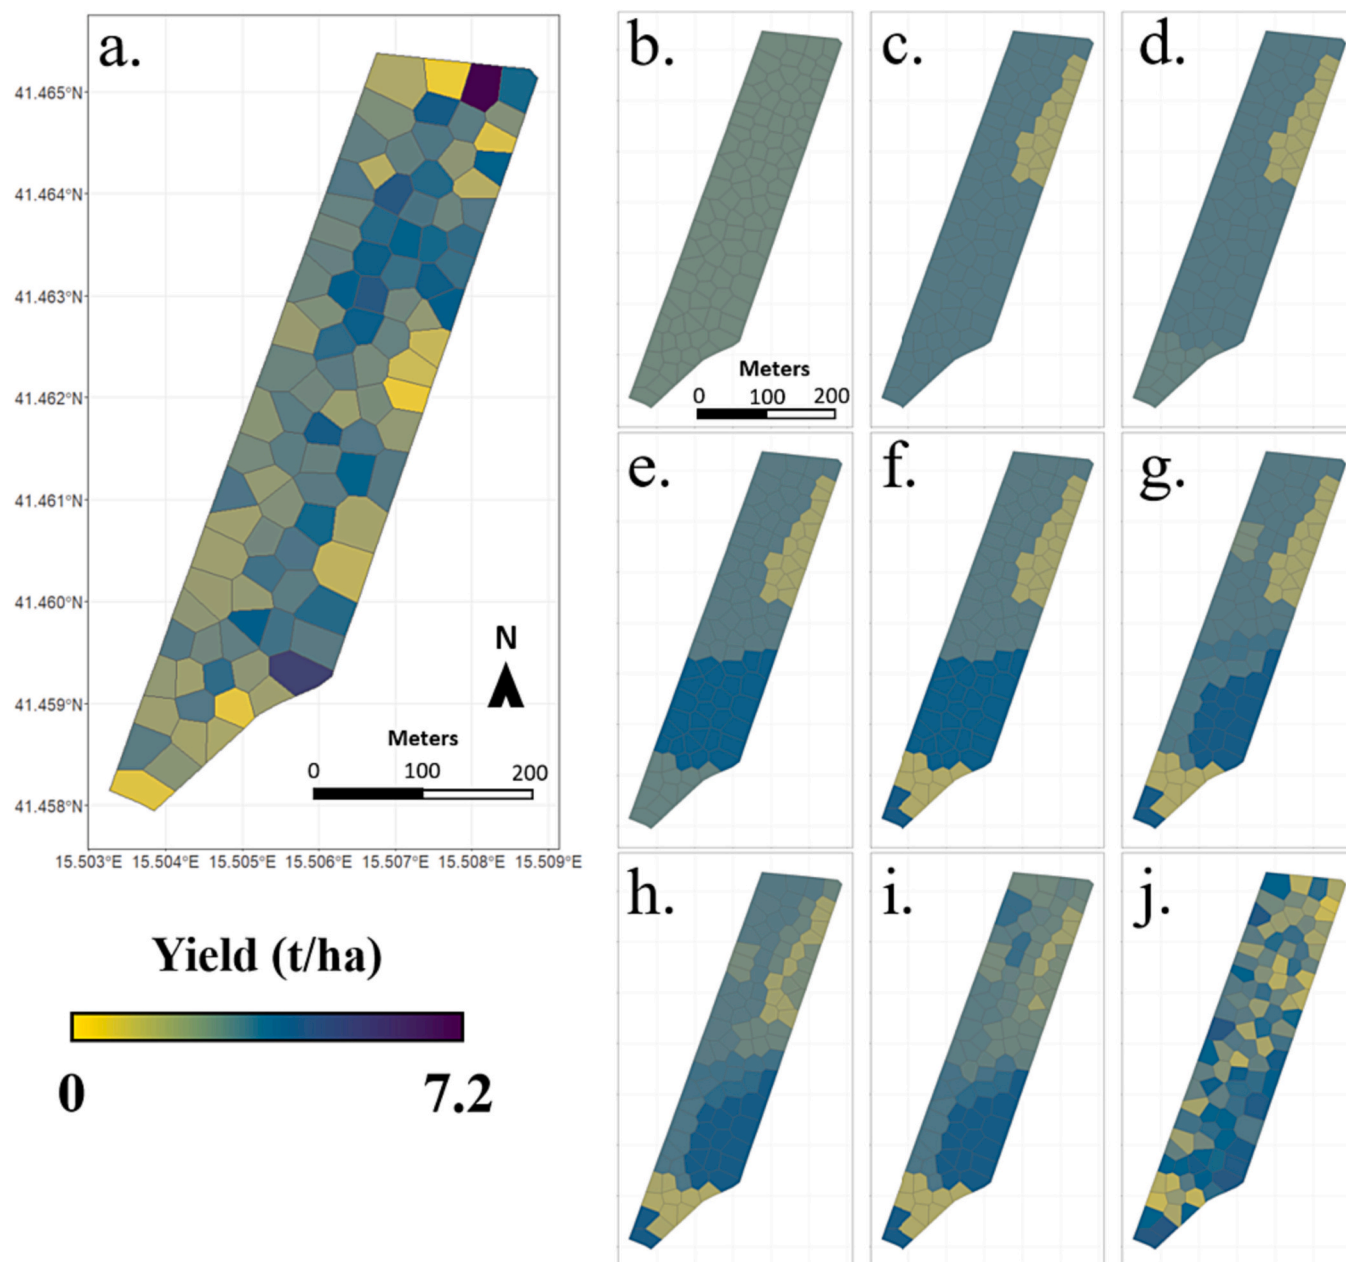 a.
41.465°N
41.464°N
41.463°N
41.462°N
41.461°N
41.460°N
41.459°N
41.458°N
N
Meters
0 100 200
15.503°E 15.504°E 15.505°E 15.506°E 15.507°E 15.508°E 15.509°E
Yield (t/ha)
0 7.2
b.
Meters
0 100 200
c.
d.
e.
f.
g.
h.
i.
j.